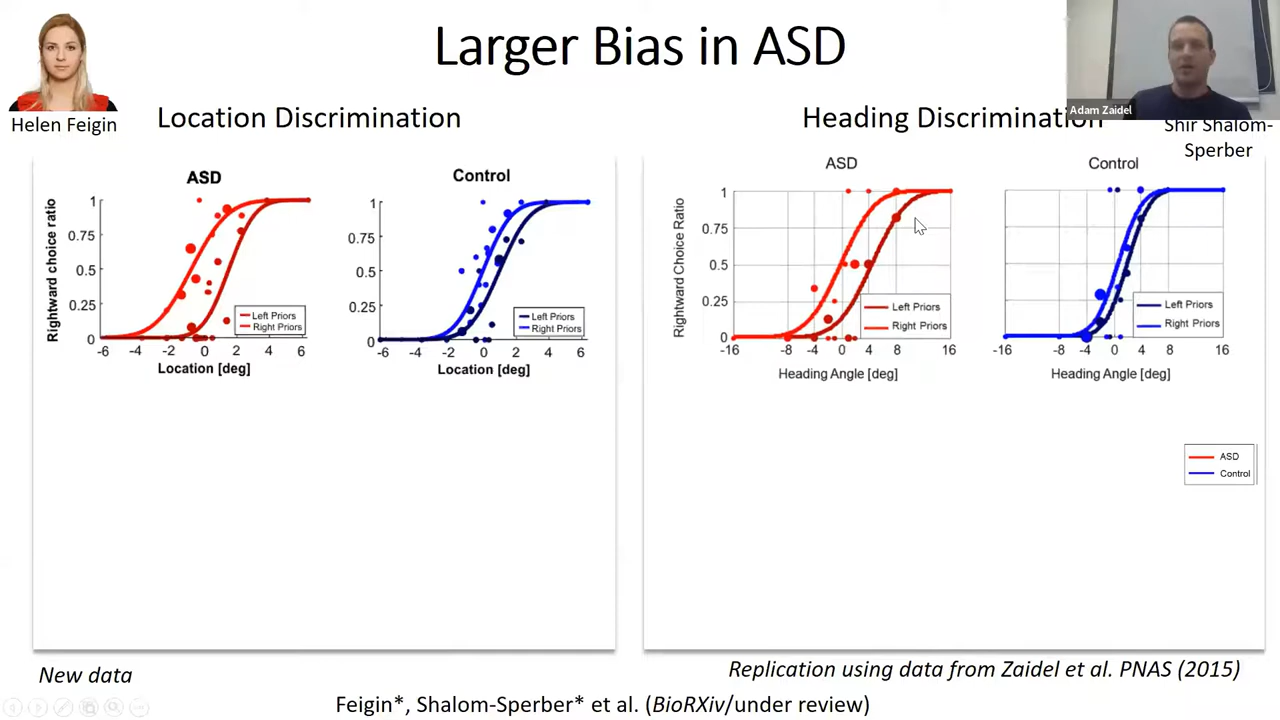 Larger Bias in ASD
Adam Zaidel
Helen Feigin
Location Discrimination
Heading Discrimination
Shir Shalom-
Sperber
ASD
Rightward choice ratio
1
0.75
0.5
0.25
0
Left Priors
Right Priors
-6 -4 -2 0 2 4 6
Location [deg]
Control
1
0.75
0.5
0.25
0
Left Priors
Right Priors
-6 -4 -2 0 2 4 6
Location [deg]
ASD
Rightward Choice Ratio
1
0.75
0.5
0.25
0
Left Priors
Right Priors
-16 -8 -4 0 4 8 16
Heading Angle [deg]
Control
Left Priors
Right Priors
-16 -8 -4 0 4 8 16
Heading Angle [deg]
ASD
Control
New data
Replication using data from Zaidel et al. PNAS (2015)
Feigin*, Shalom-Sperber* et al. (BioRXiv/under review)